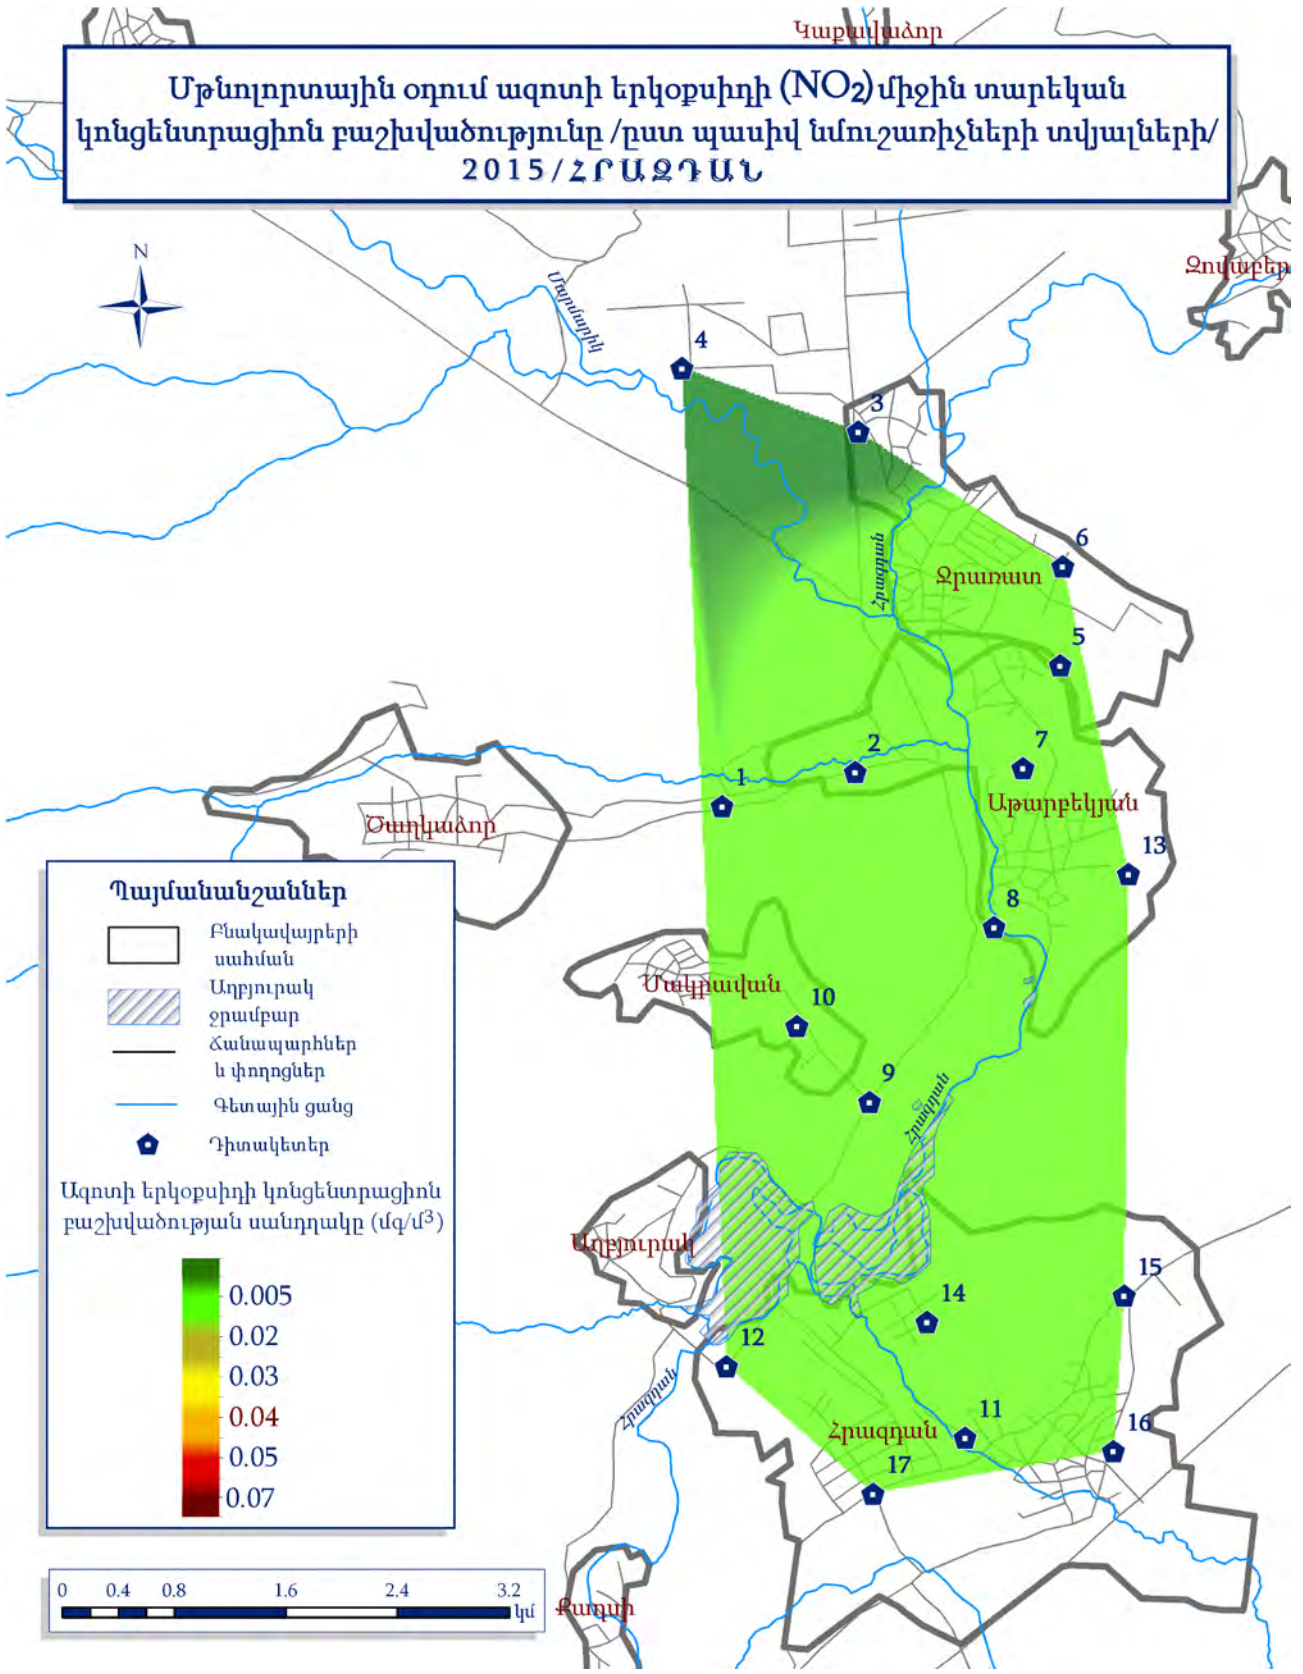 Կաքավաձոր
Մթնոլորտային օդում ազոտի երկօքսիդի (NO2) միջին տարեկան
կոնցենտրացիոն բաշխվածությունը /ըստ պասիվ նմուշառիչների տվյալների/
2015/ՀՐԱԶԴԱՆ
Զովաբեր
N
Մարմարիկ
4
3
6
Հրազդան
Ջրառատ
5
2
7
1
Աթարբեկյան
Ծաղկաձոր
13
8
Մակրավան
10
9
Հրազդան
Աղբյուրակ
15
14
12
Հրազդան
11
Հրազդան
16
17
Քաղսի
Պայմանանշաններ
Բնակավայրերի
սահման
Աղբյուրակ
ջրամբար
Ճանապարհներ
և փողոցներ
Գետային ցանց
Դիտակետեր
Ազոտի երկօքսիդի կոնցենտրացիոն
բաշխվածության սանդղակը (մգ/մ3)
0.005
0.02
0.03
0.04
0.05
0.07
0 0.4 0.8 1.6 2.4 3.2
կմ